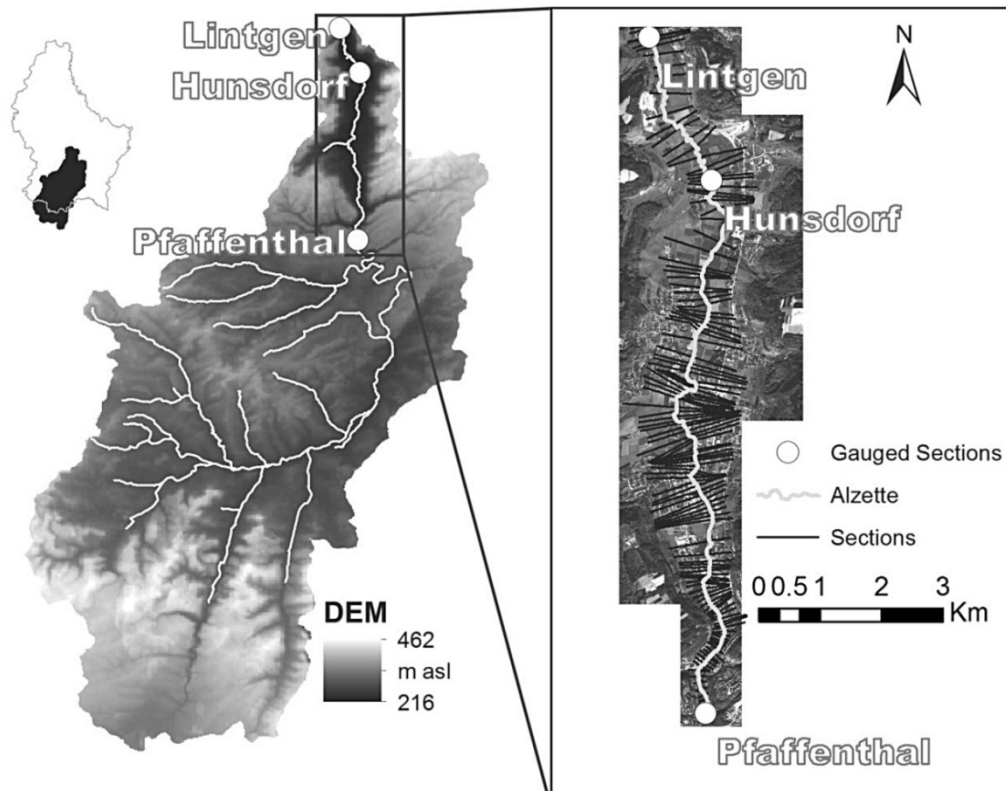 Lintgen
Hunsdorf
Pfaffenthal
DEM
462
m asl
216
N
Lintgen
Hunsdorf
Gauged Sections
Alzette
Sections
0 0.5 1 2 3
Km
Pfaffenthal